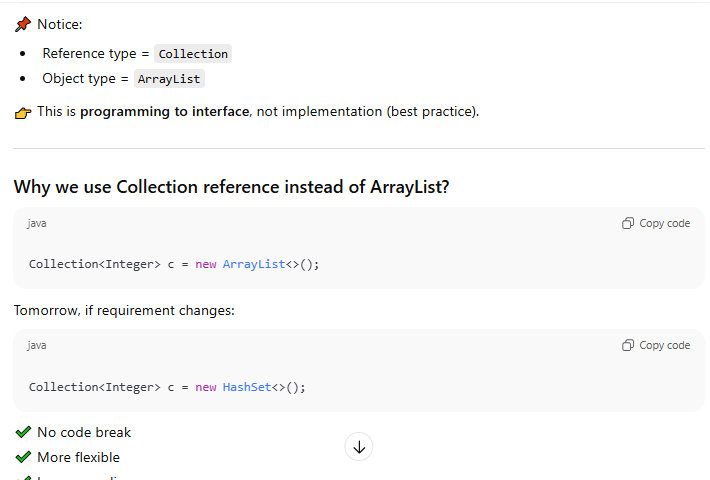 📌 Notice:
• Reference type = Collection
• Object type = ArrayList
👉 This is programming to interface, not implementation (best practice).
Why we use Collection reference instead of ArrayList?
java Copy code
Collection<Integer> c = new ArrayList<>();
Tomorrow, if requirement changes:
java Copy code
Collection<Integer> c = new HashSet<>();
✔ No code break
✔ More flexible